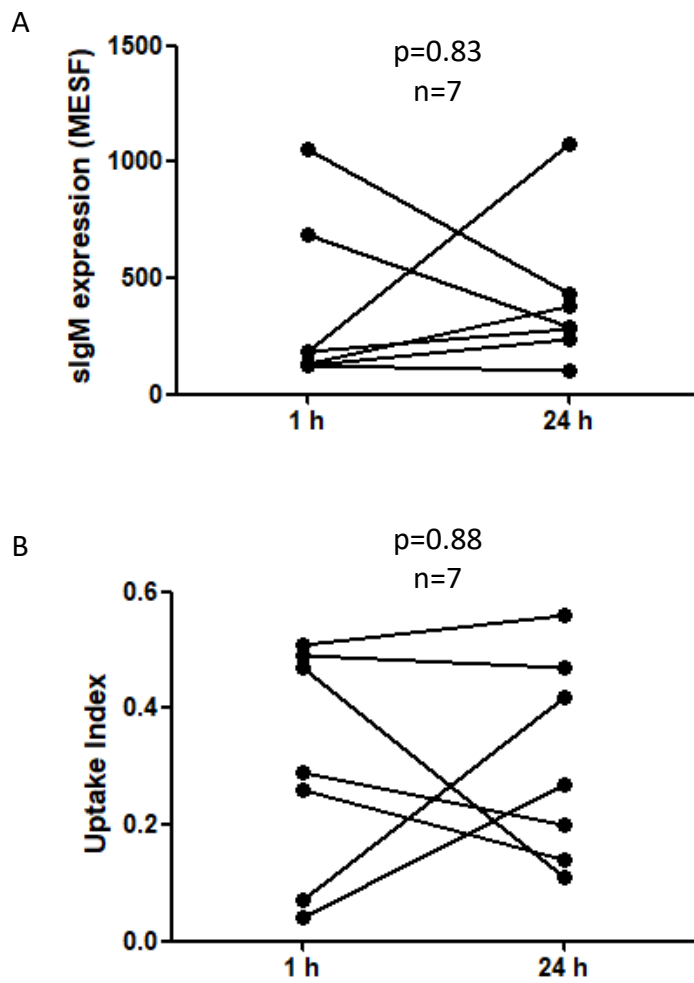 A
sIgM expression (MESF)
1500
1000
500
0
p=0.83
n=7
1 h
24 h
B
Uptake Index
0.6
0.4
0.2
0.0
p=0.88
n=7
1 h
24 h